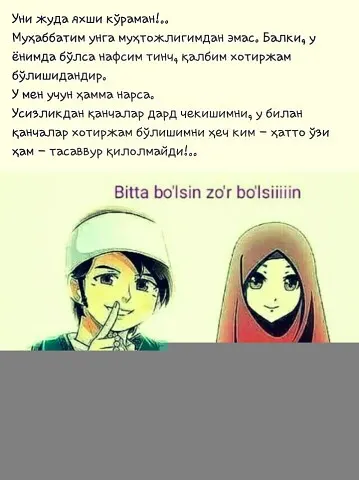 Уни жуда яхши кўраман!..
Муҳаббатим унга муҳтожлигимдан эмас. Балки, у
ёнимда бўлса нафсим тинч, қалбим хотиржам
бўлишидандир.
У мен учун ҳамма нарса.
Усизликдан қанчалар дард чекишимни, у билан
қанчалар хотиржам бўлишимни ҳеч ким – ҳатто ўзи
ҳам – тасаввур қилолмайди!..
Bitta bo'lsin zo'r bo'lsiiiiin